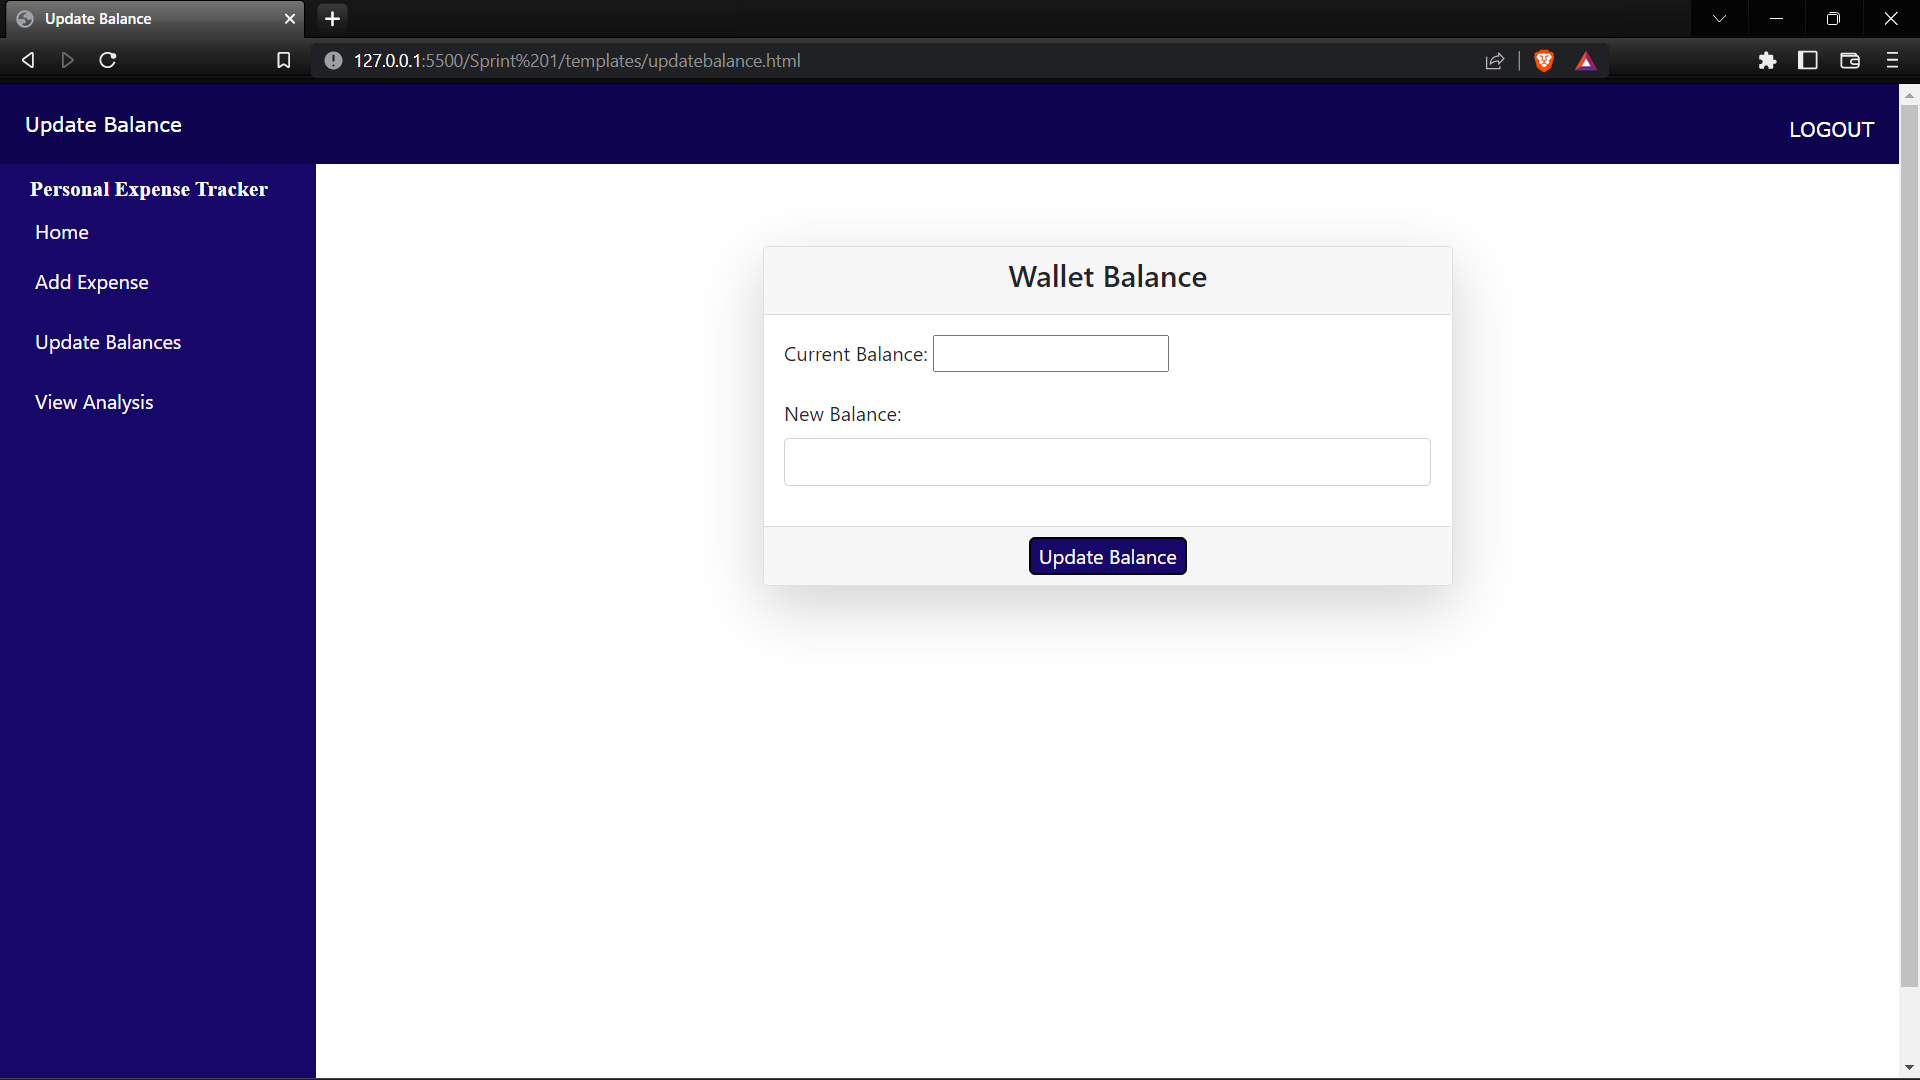 Update Balance
127.0.0.1:5500/Sprint%201/templates/updatebalance.html
Update Balance
LOGOUT
Personal Expense Tracker
Home
Add Expense
Update Balances
View Analysis
Wallet Balance
Current Balance:
New Balance:
Update Balance